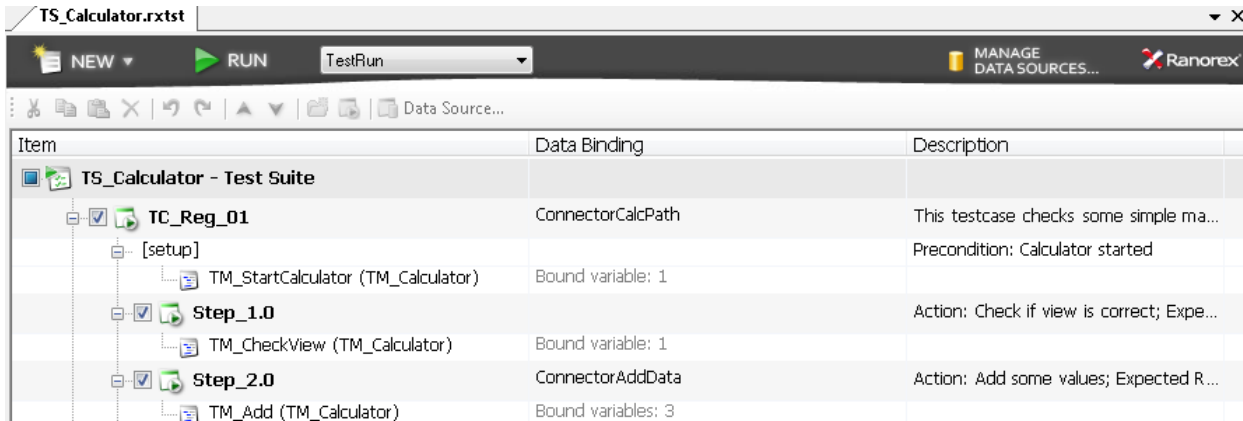 TS_Calculator.rxtst
NEW RUN TestRun MANAGE DATA SOURCES... Ranorex
Data Source...
Item Data Binding Description
TS_Calculator - Test Suite
TC_Reg_01 ConnectorCalcPath This testcase checks some simple ma...
[setup] Precondition: Calculator started
TM_StartCalculator (TM_Calculator) Bound variable: 1
Step_1.0 Action: Check if view is correct; Expe...
TM_CheckView (TM_Calculator) Bound variable: 1
Step_2.0 ConnectorAddData Action: Add some values; Expected R...
TM_Add (TM_Calculator) Bound variables: 3